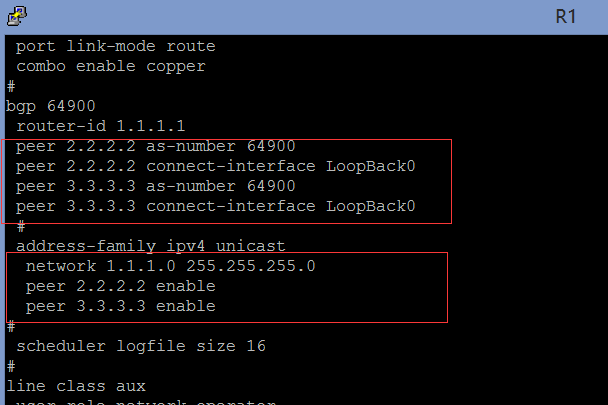 R1
port link-mode route
combo enable copper
#
bgp 64900
router-id 1.1.1.1
peer 2.2.2.2 as-number 64900
peer 2.2.2.2 connect-interface LoopBack0
peer 3.3.3.3 as-number 64900
peer 3.3.3.3 connect-interface LoopBack0
#
address-family ipv4 unicast
network 1.1.1.0 255.255.255.0
peer 2.2.2.2 enable
peer 3.3.3.3 enable
#
scheduler logfile size 16
#
line class aux
user-role network-operator